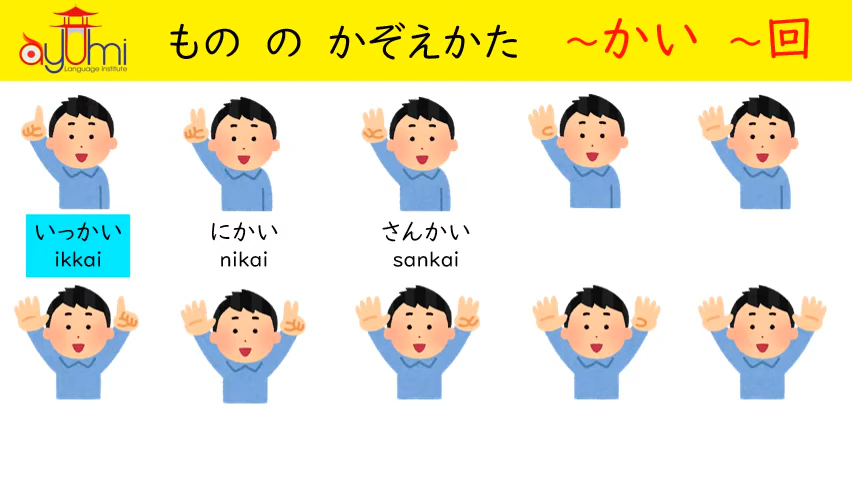 ayumi
Language Institute
もの の かぞえかた ~かい ~回
いっかい にかい さんかい
ikkai nikai sankai